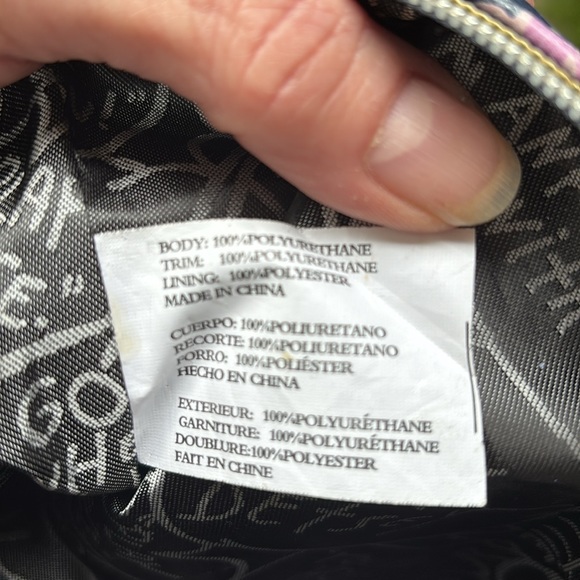 BODY: 100%POLYURETHANE
TRIM: 100%POLYURETHANE
LINING: 100%POLYESTER
MADE IN CHINA
CUERPO: 100%POLIURETANO
RECORTE: 100%POLIURETANO
FORRO: 100%POLIÉSTER
HECHO EN CHINA
EXTERIEUR: 100%POLYURÉTHANE
GARNITURE: 100%POLYURÉTHANE
DOUBLURE:100%POLYESTER
FAIT EN CHINE